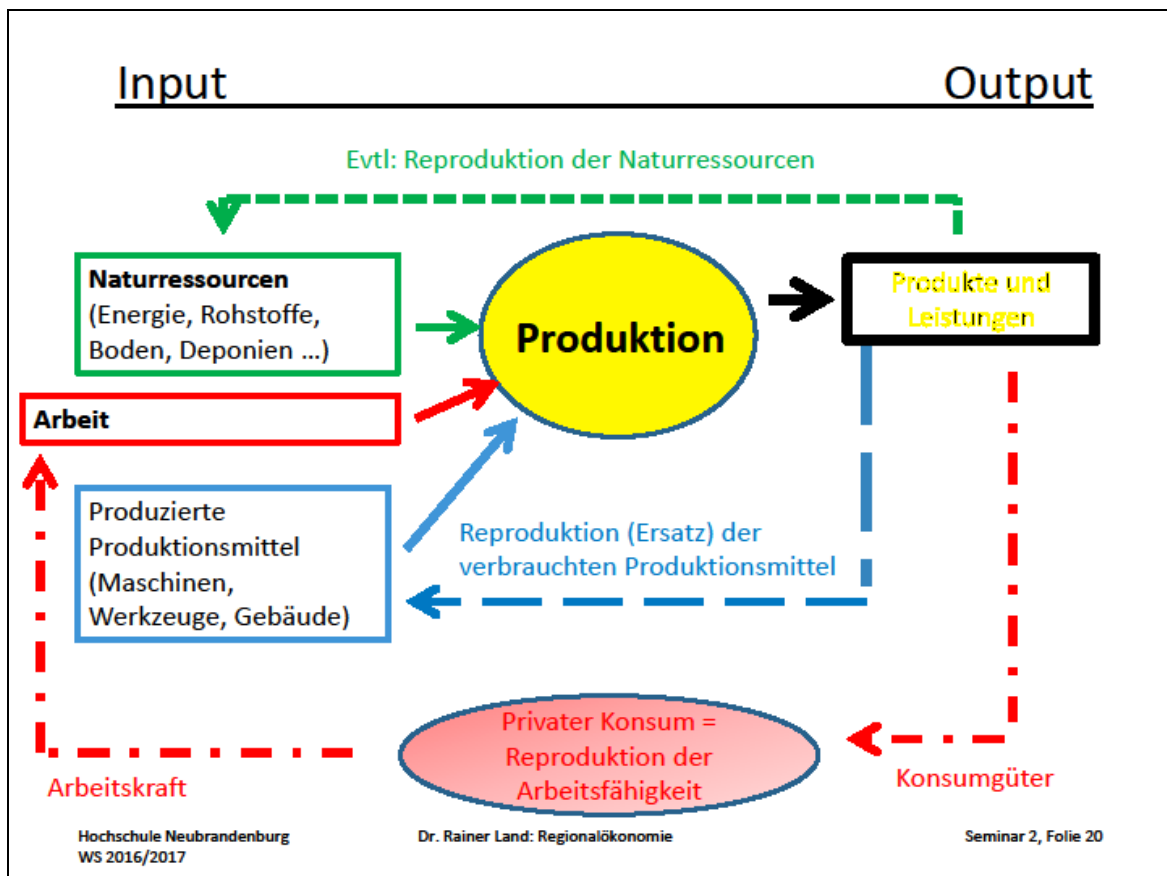 Input
Output
Evtl: Reproduktion der Naturressourcen
Naturressourcen
(Energie, Rohstoffe,
Boden, Deponien ...)
Produktion
Produkte und
Leistungen
Arbeit
Produzierte
Produktionsmittel
(Maschinen,
Werkzeuge, Gebäude)
Reproduktion (Ersatz) der
verbrauchten Produktionsmittel
Privater Konsum =
Reproduktion der
Arbeitsfähigkeit
Arbeitskraft
Konsumgüter
Hochschule Neubrandenburg
WS 2016/2017
Dr. Rainer Land: Regionalökonomie
Seminar 2, Folie 20